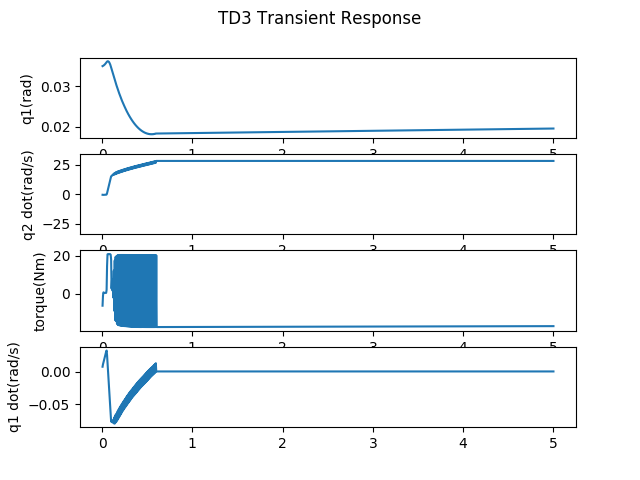 TD3 Transient Response
q1(rad)
0.03
0.02
0 1 2 3 4 5
q2 dot(rad/s)
25
0
−25
0 1 2 3 4 5
torque(Nm)
20
0
0 1 2 3 4 5
q1 dot(rad/s)
0.00
−0.05
0 1 2 3 4 5